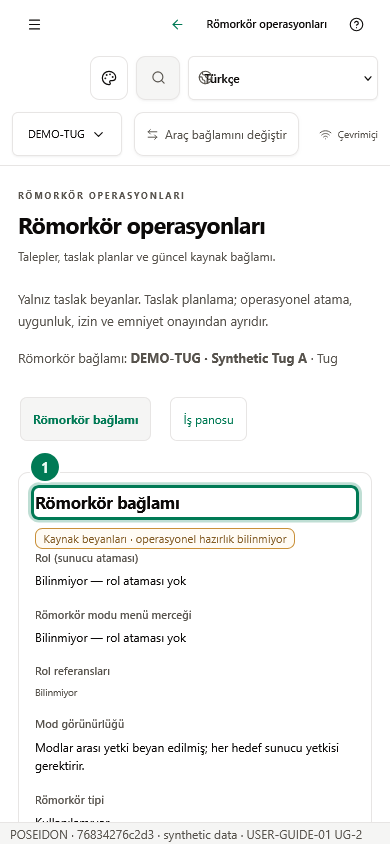 Römorkör operasyonları
Türkçe
DEMO-TUG
Araç bağlamını değiştir
Çevrimiçi
RÖMORKÖR OPERASYONLARI
Römorkör operasyonları
Talepler, taslak planlar ve güncel kaynak bağlamı.
Yalnız taslak beyanlar. Taslak planlama; operasyonel atama,
uygunluk, izin ve emniyet onayından ayrıdır.
Römorkör bağlamı: DEMO-TUG · Synthetic Tug A · Tug
Römorkör bağlamı
İş panosu
1
Römorkör bağlamı
Kaynak beyanları · operasyonel hazırlık bilinmiyor
Rol (sunucu ataması)
Bilinmiyor — rol ataması yok
Römorkör modu menü merceği
Bilinmiyor — rol ataması yok
Rol referansları
Bilinmiyor
Mod görünürlüğü
Modlar arası yetki beyan edilmiş; her hedef sunucu yetkisi
gerektirir.
Römorkör tipi
POSEIDON · 76834276c2d3 · synthetic data · USER-GUIDE-01 UG-2